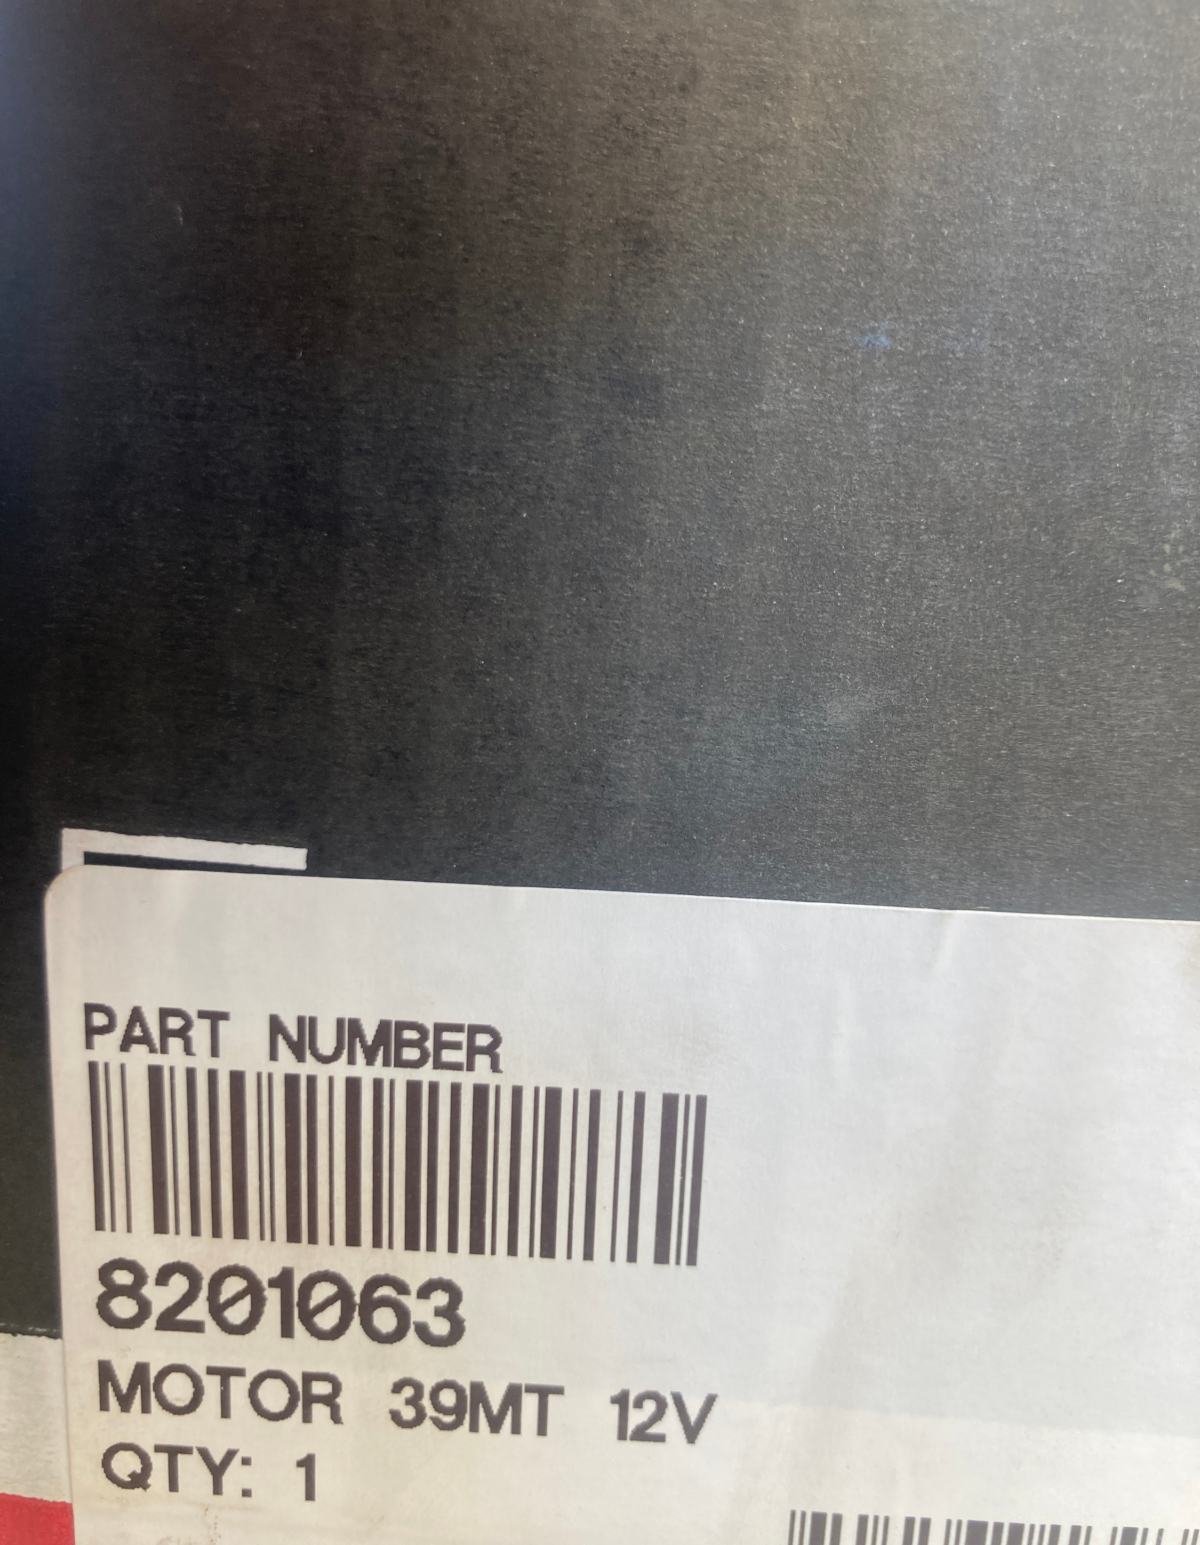 PART NUMBER
8201063
MOTOR 39MT 12V
QTY: 1